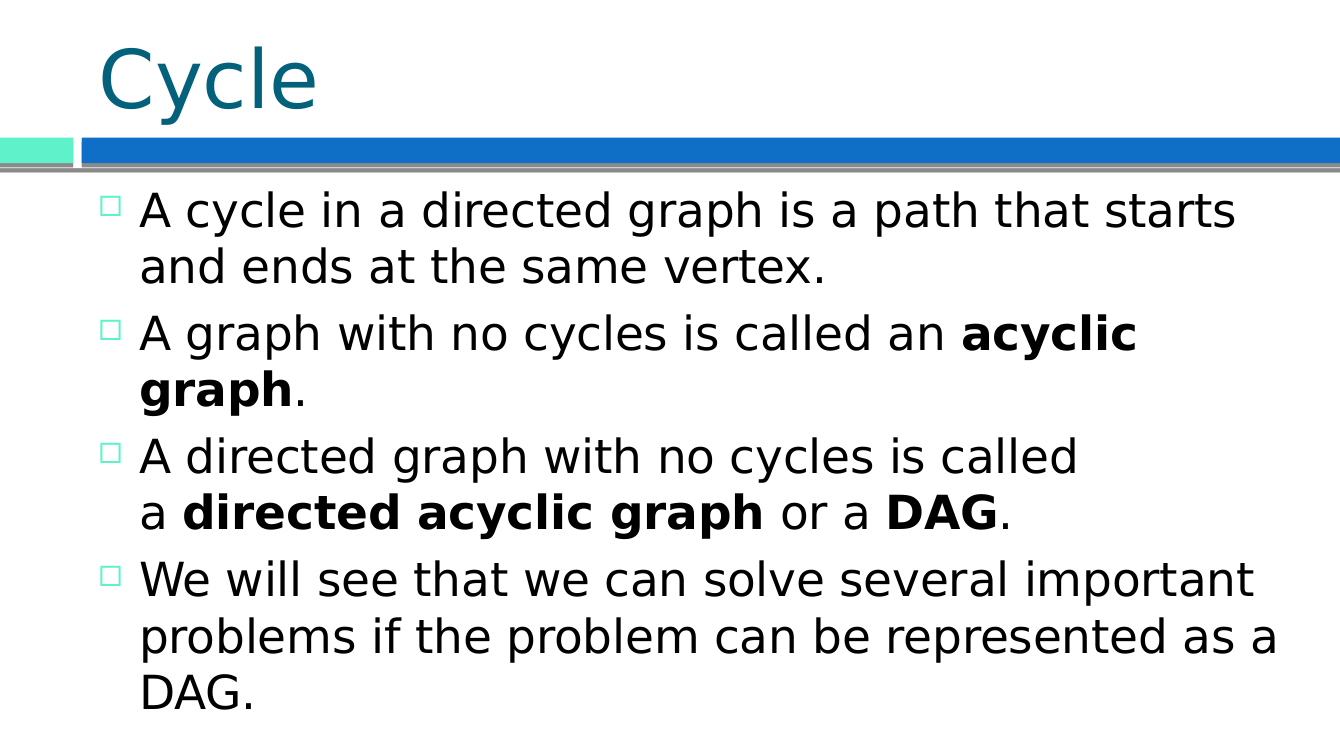 Cycle
A cycle in a directed graph is a path that starts
and ends at the same vertex.
A graph with no cycles is called an acyclic
graph.
A directed graph with no cycles is called
a directed acyclic graph or a DAG.
We will see that we can solve several important
problems if the problem can be represented as a
DAG.